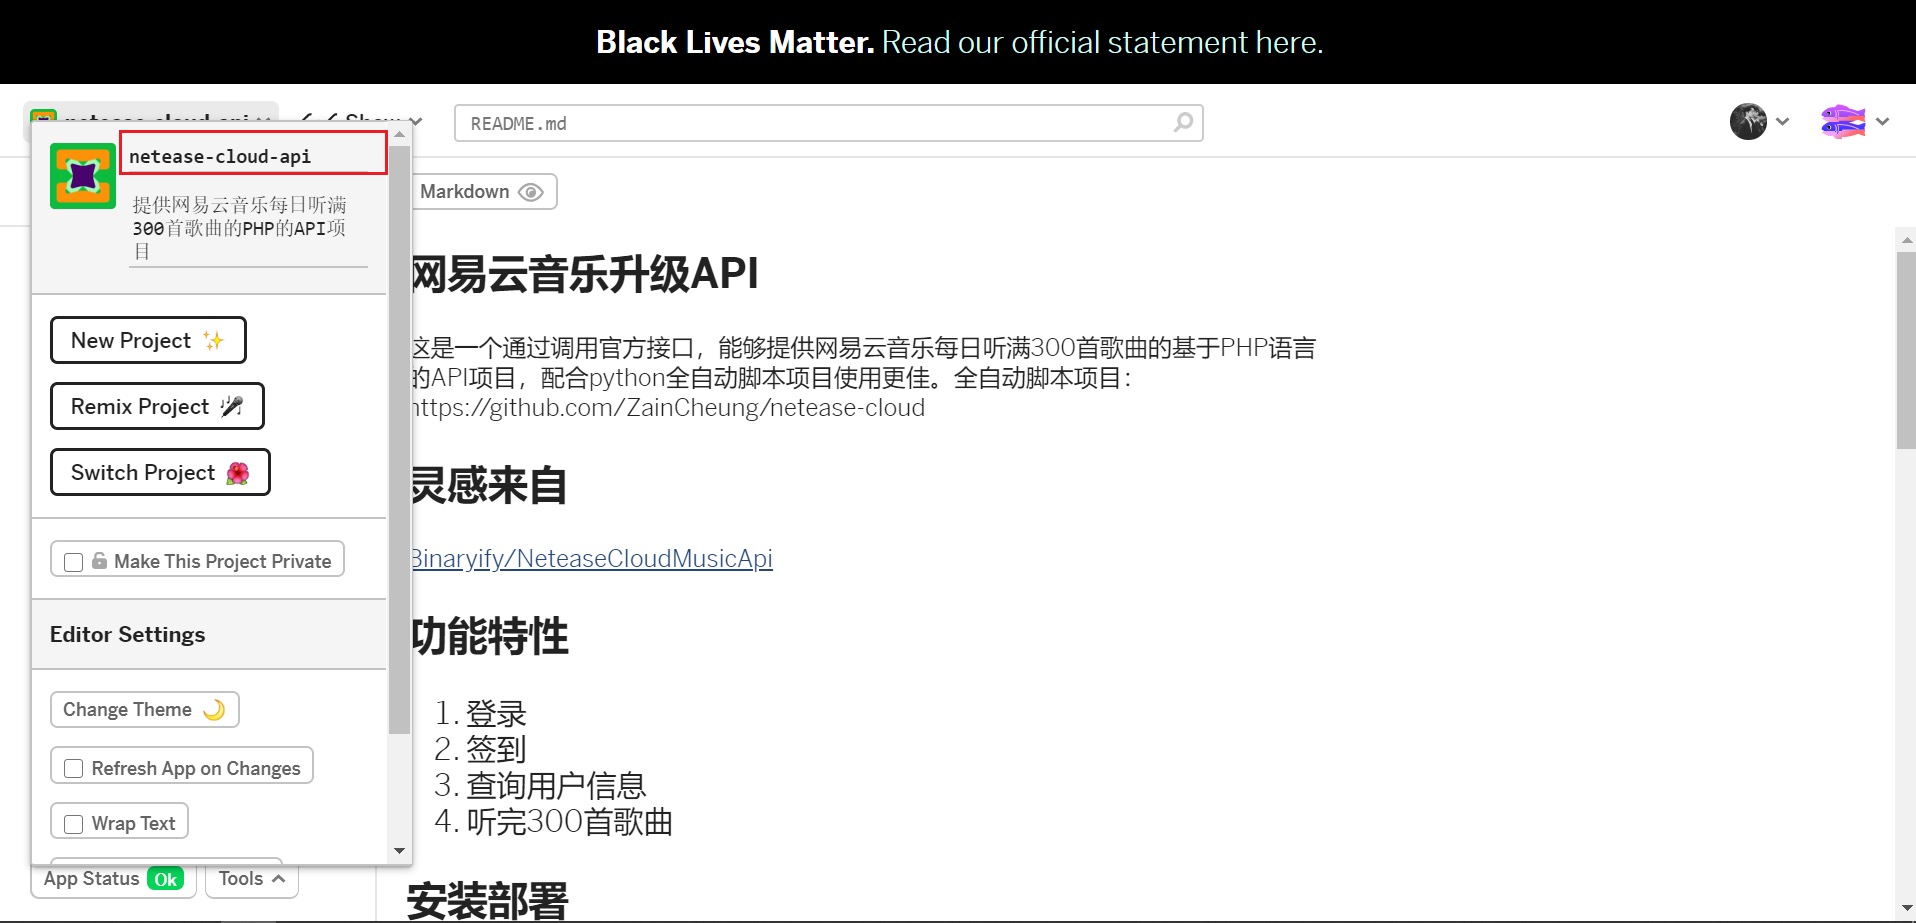 Black Lives Matter. Read our official statement here.
netease-cloud-api
Show
README.md
netease-cloud-api
提供网易云音乐每日听满
300首歌曲的PHP的API项
目
Markdown
New Project
Remix Project
Switch Project
Make This Project Private
Editor Settings
Change Theme
Refresh App on Changes
Wrap Text
App Status Ok
Tools
网易云音乐升级API
这是一个通过调用官方接口，能够提供网易云音乐每日听满300首歌曲的基于PHP语言
的API项目，配合python全自动脚本项目使用更佳。全自动脚本项目：
https://github.com/ZainCheung/netease-cloud
灵感来自
Binaryify/NeteaseCloudMusicApi
功能特性
1. 登录
2. 签到
3. 查询用户信息
4. 听完300首歌曲
安装部署